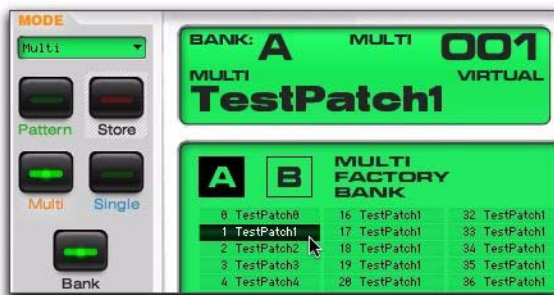 MODE
Multi
Pattern
Store
Multi
Single
Bank
BANK: A MULTI 001
MULTI VIRTUAL
TestPatch1
A B MULTI FACTORY BANK
0 TestPatch0 16 TestPatch1 32 TestPatch1
1 TestPatch1 17 TestPatch1 33 TestPatch1
2 TestPatch2 18 TestPatch1 34 TestPatch1
3 TestPatch3 19 TestPatch1 35 TestPatch1
4 TestPatch4 20 TestPatch1 36 TestPatch1